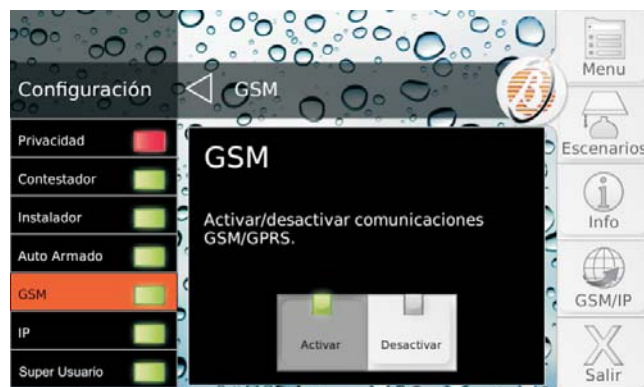 Configuración
GSM
Privacidad
Contestador
Instalador
Auto Armado
GSM
IP
Super Usuario
GSM
Activar/desactivar comunicaciones
GSM/GPRS.
Activar
Desactivar
Menu
Escenarios
Info
GSM/IP
Salir